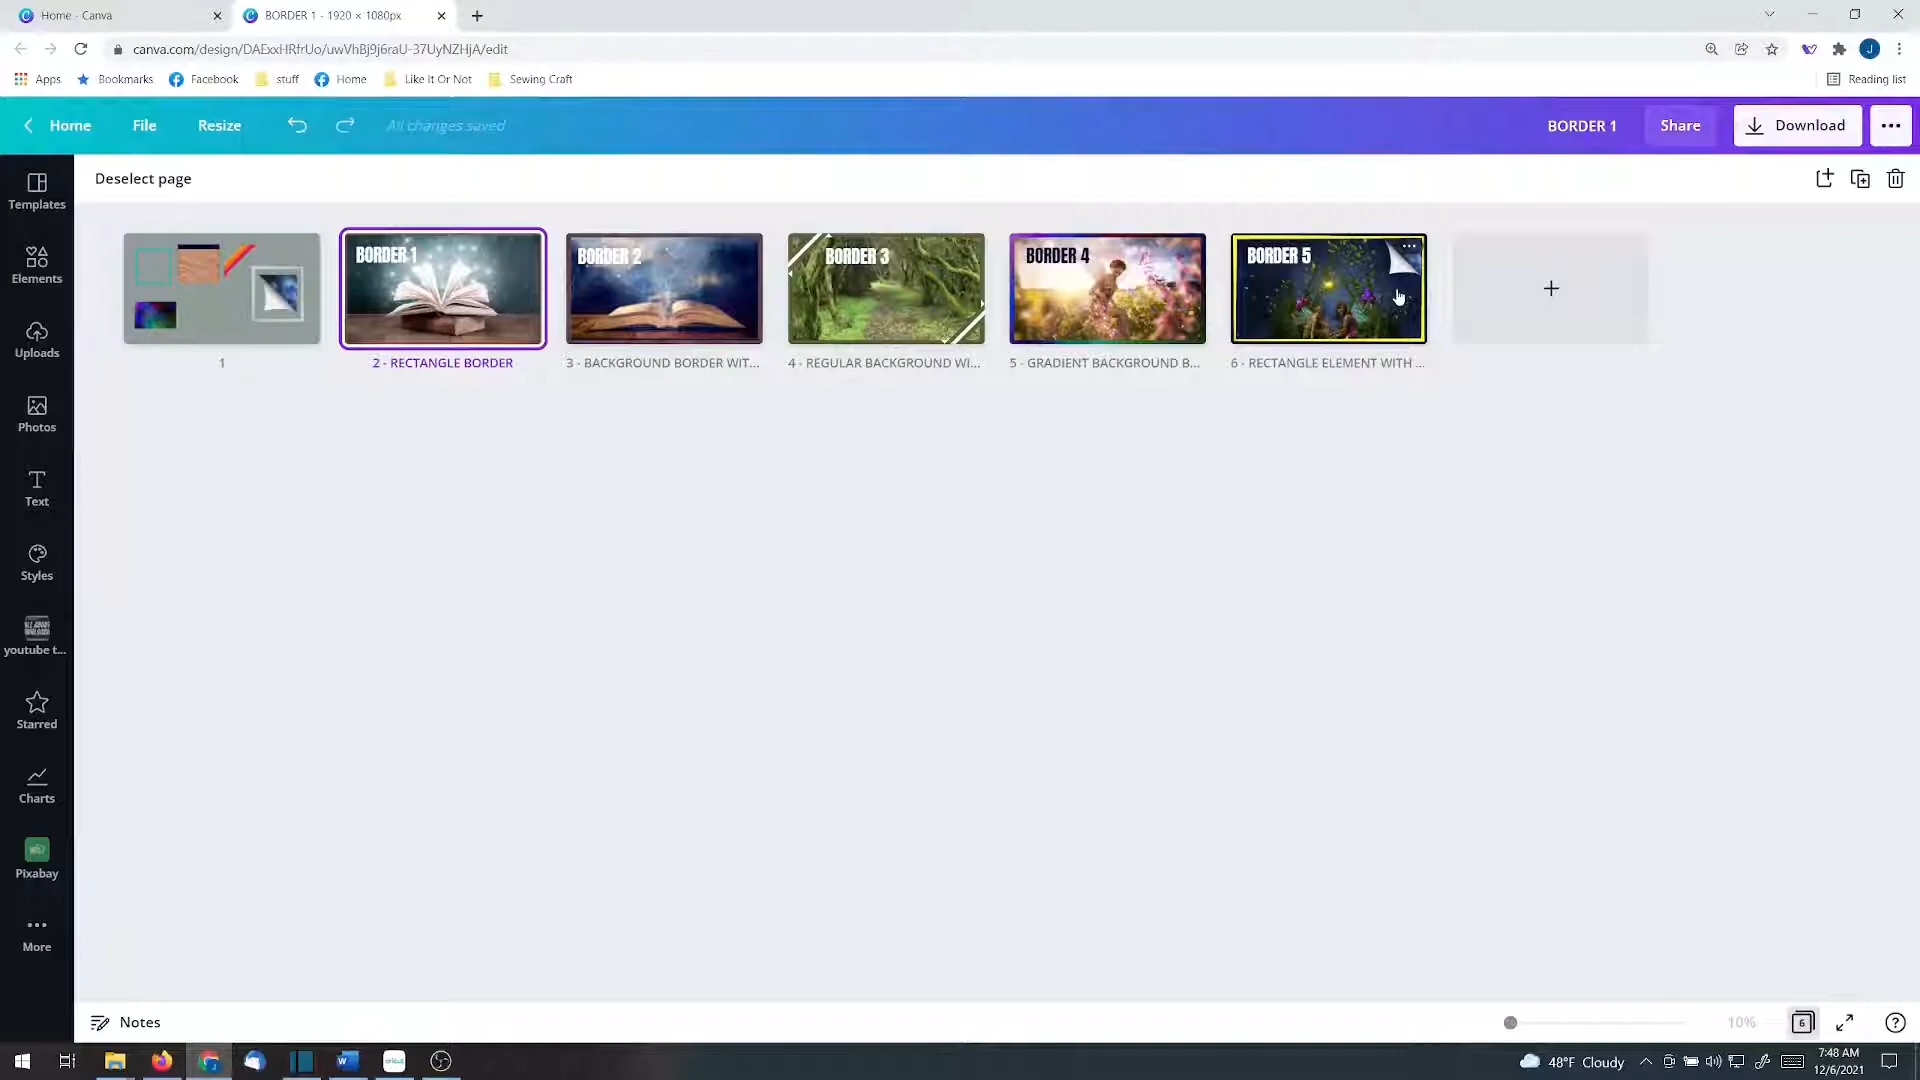 Home - Canva
BORDER 1 - 1920 × 1080px
canva.com/design/DAExxHRfrUo/uwVhBj9j6raU-37UyNZHjA/edit
J
Apps
Bookmarks
Facebook
stuff
Home
Like It Or Not
Sewing Craft
Reading list
Home
File
Resize
All changes saved
BORDER 1
Share
Download
Deselect page
Templates
Elements
Uploads
Photos
Text
Styles
youtube t...
Starred
Charts
Pixabay
More
BORDER 1
BORDER 2
BORDER 3
BORDER 4
BORDER 5
1
2 - RECTANGLE BORDER
3 - BACKGROUND BORDER WIT...
4 - REGULAR BACKGROUND WI...
5 - GRADIENT BACKGROUND B...
6 - RECTANGLE ELEMENT WITH ...
Notes
10%
6
48°F Cloudy
7:48 AM
12/6/2021